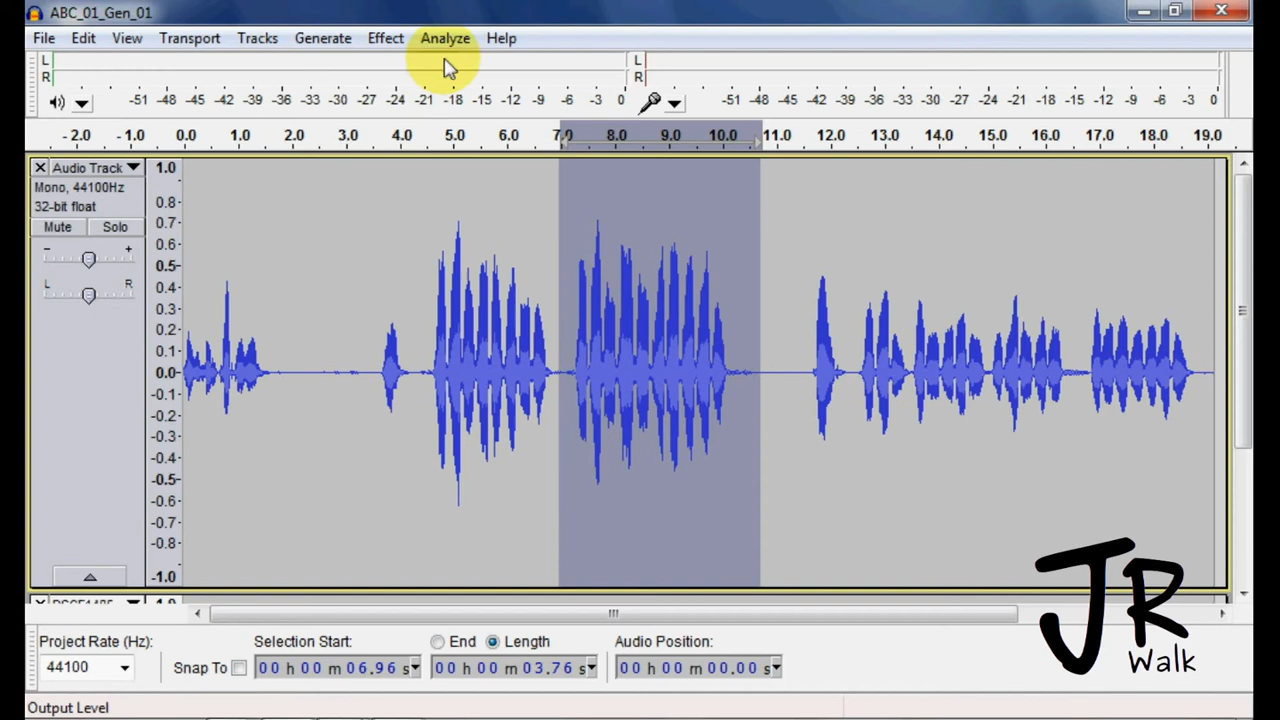 ABC_01_Gen_01
File Edit View Transport Tracks Generate Effect Analyze Help
L L
R R
-51 -48 -45 -42 -39 -36 -33 -30 -27 -24 -21 -18 -15 -12 -9 -6 -3 0 -51 -48 -45 -42 -39 -36 -33 -30 -27 -24 -21 -18 -15 -12 -9 -6 -3 0
-2.0 -1.0 0.0 1.0 2.0 3.0 4.0 5.0 6.0 7.0 8.0 9.0 10.0 11.0 12.0 13.0 14.0 15.0 16.0 17.0 18.0 19.0
Audio Track 1.0
Mono, 44100Hz
32-bit float
Mute Solo
- +
L R
0.8
0.7
0.6
0.5
0.4
0.3
0.2
0.1
0.0
-0.1
-0.2
-0.3
-0.4
-0.5
-0.6
-0.7
-0.8
-1.0
JR
Walk
Project Rate (Hz): Selection Start: End Length Audio Position:
44100 Snap To 00 h 00 m 06.96 s 00 h 00 m 03.76 s 00 h 00 m 00.00 s
Output Level